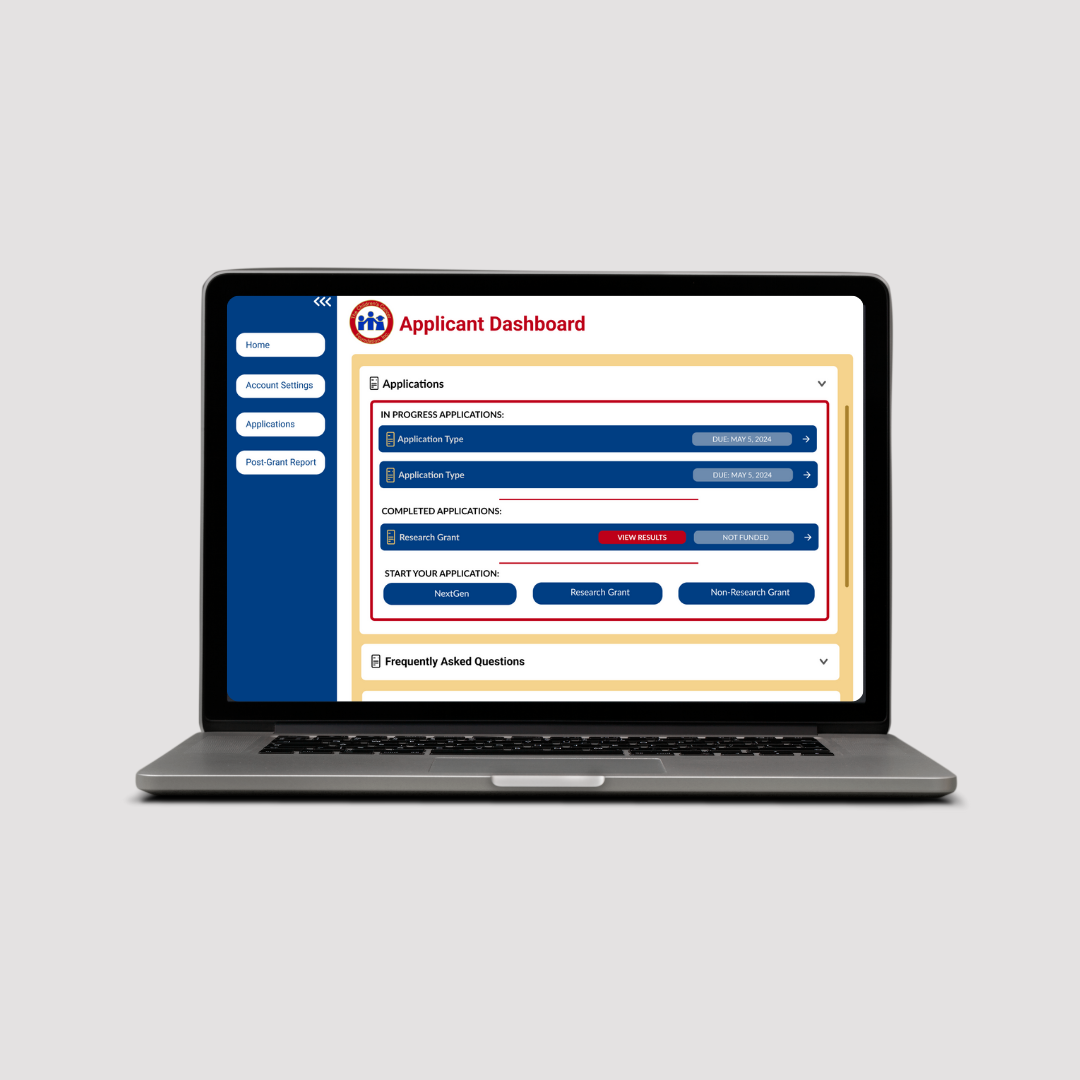 Home
Account Settings
Applications
Post-Grant Report
Applicant Dashboard
Applications
IN PROGRESS APPLICATIONS:
Application Type
DUE: MAY 5, 2024
Application Type
DUE: MAY 5, 2024
COMPLETED APPLICATIONS:
Research Grant
VIEW RESULTS
NOT FUNDED
START YOUR APPLICATION:
NextGen
Research Grant
Non-Research Grant
Frequently Asked Questions